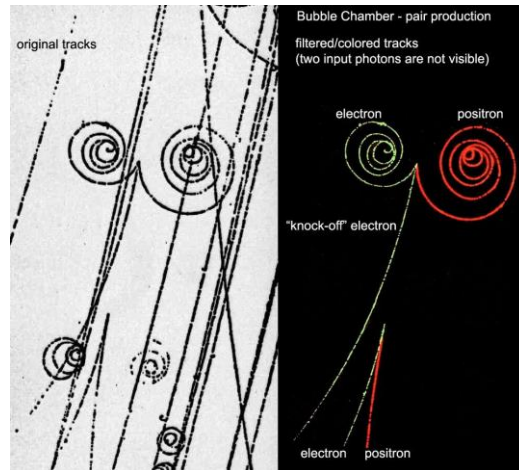 original tracks
Bubble Chamber - pair production
filtered/colored tracks
(two input photons are not visible)
electron
positron
"knock-off" electron
electron
positron